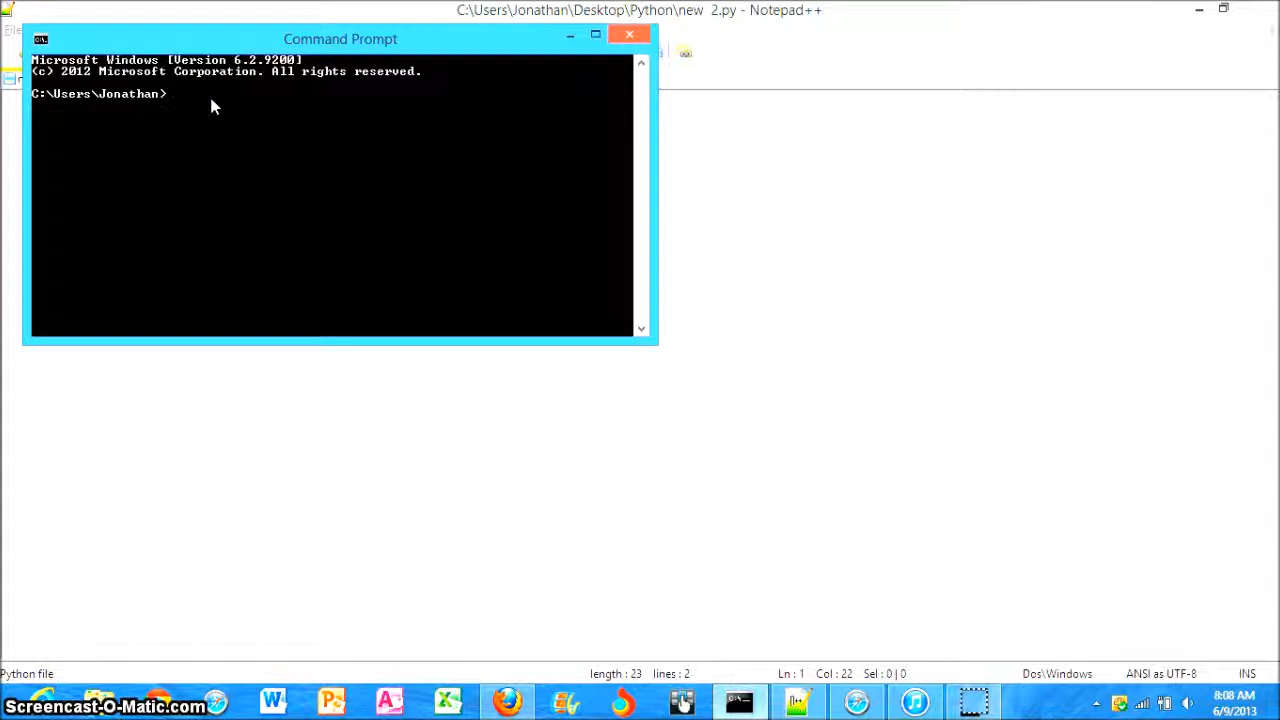 C:\Users\Jonathan\Desktop\Python\new 2.py - Notepad++
Command Prompt
Microsoft Windows [Version 6.2.9200]
(c) 2012 Microsoft Corporation. All rights reserved.
C:\Users\Jonathan>
Python file
length : 23 lines : 2
Ln : 1 Col : 22 Sel : 0 | 0
Dos\Windows
ANSI as UTF-8
INS
8:08 AM
6/9/2013
Screencast-O-Matic.com